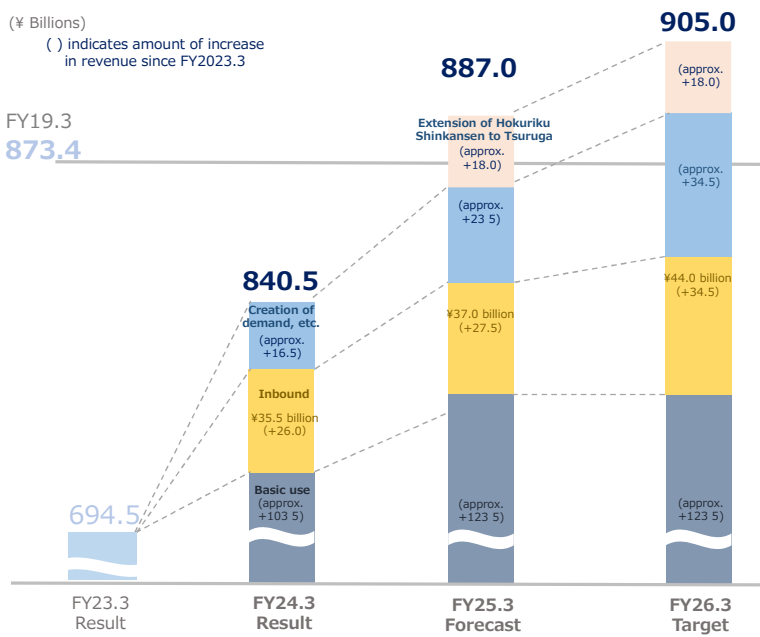 (¥ Billions)
( ) indicates amount of increase
in revenue since FY2023.3
FY19.3
873.4
694.5
FY23.3
Result
840.5
Creation of
demand, etc.
(approx.
+16.5)
Inbound
¥35.5 billion
(+26.0)
Basic use
(approx.
+103 5)
FY24.3
Result
887.0
Extension of Hokuriku
Shinkansen to Tsuruga
(approx.
+18.0)
(approx.
+23 5)
¥37.0 billion
(+27.5)
(approx.
+123 5)
FY25.3
Forecast
905.0
(approx.
+18.0)
(approx.
+34.5)
¥44.0 billion
(+34.5)
(approx.
+123 5)
FY26.3
Target